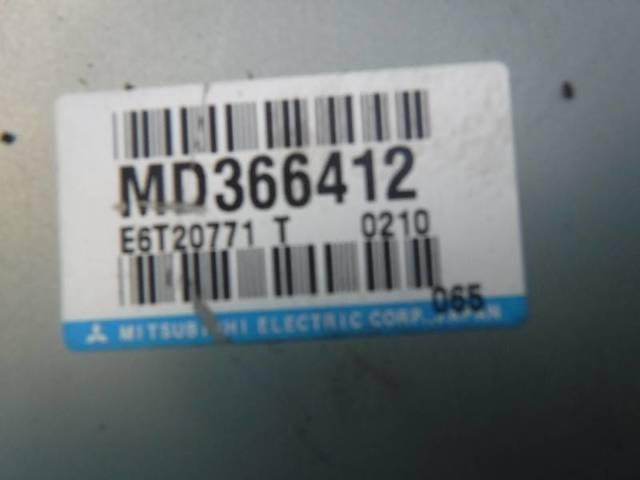 MD366412
E6T20771 T 0210
065
MITSUBISHI ELECTRIC CORP. JAPAN